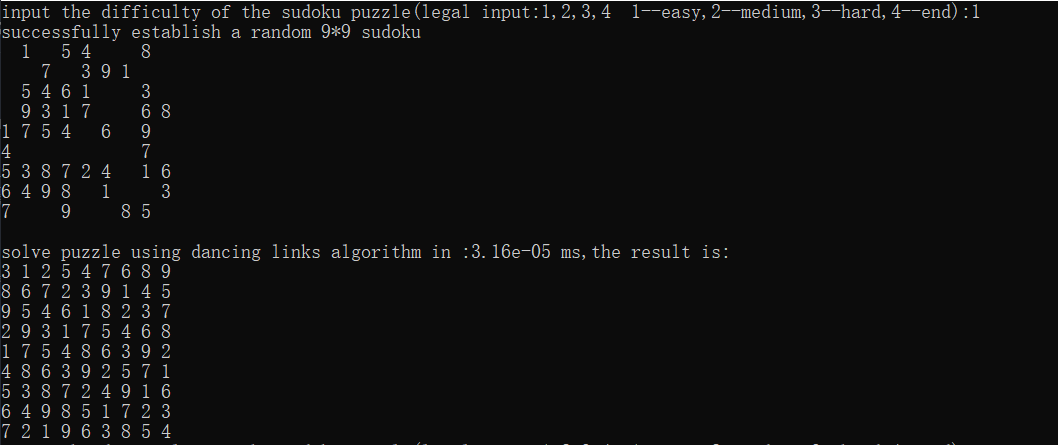 input the difficulty of the sudoku puzzle(legal input:1,2,3,4  1--easy,2--medium,3--hard,4--end):1
successfully establish a random 9*9 sudoku
  1   5 4     8
    7   3 9 1
  5 4 6 1     3
  9 3 1 7     6 8
1 7 5 4   6   9
4             7
5 3 8 7 2 4   1 6
6 4 9 8   1     3
7     9     8 5
solve puzzle using dancing links algorithm in :3.16e-05 ms,the result is:
3 1 2 5 4 7 6 8 9
8 6 7 2 3 9 1 4 5
9 5 4 6 1 8 2 3 7
2 9 3 1 7 5 4 6 8
1 7 5 4 8 6 3 9 2
4 8 6 3 9 2 5 7 1
5 3 8 7 2 4 9 1 6
6 4 9 8 5 1 7 2 3
7 2 1 9 6 3 8 5 4